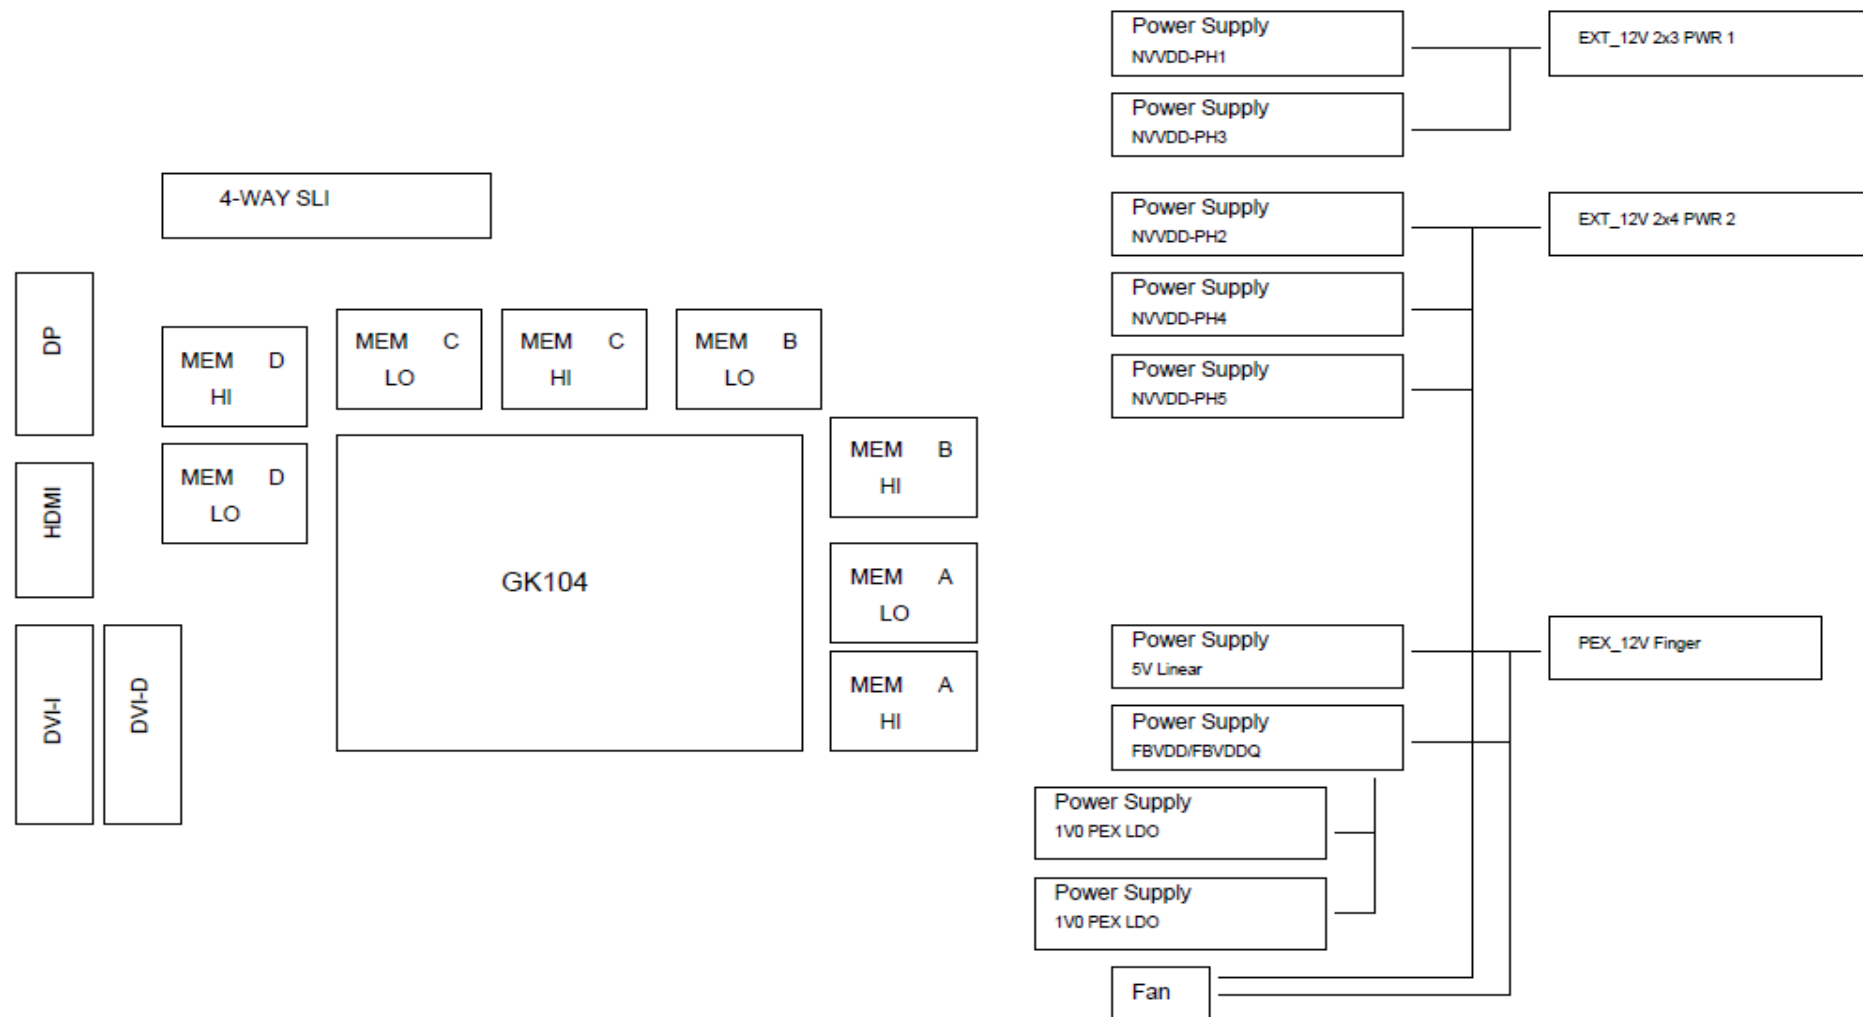 4-WAY SLI
DP
HDMI
DVI-I
DVI-D
MEM D
HI
MEM D
LO
MEM C
LO
MEM C
HI
MEM B
LO
MEM B
HI
MEM A
LO
MEM A
HI
GK104
Power Supply
NVVDD-PH1
Power Supply
NVVDD-PH3
EXT_12V 2x3 PWR 1
Power Supply
NVVDD-PH2
Power Supply
NVVDD-PH4
Power Supply
NVVDD-PH5
EXT_12V 2x4 PWR 2
Power Supply
5V Linear
Power Supply
FBVDD/FBVDDQ
PEX_12V Finger
Power Supply
1V0 PEX LDO
Power Supply
1V0 PEX LDO
Fan